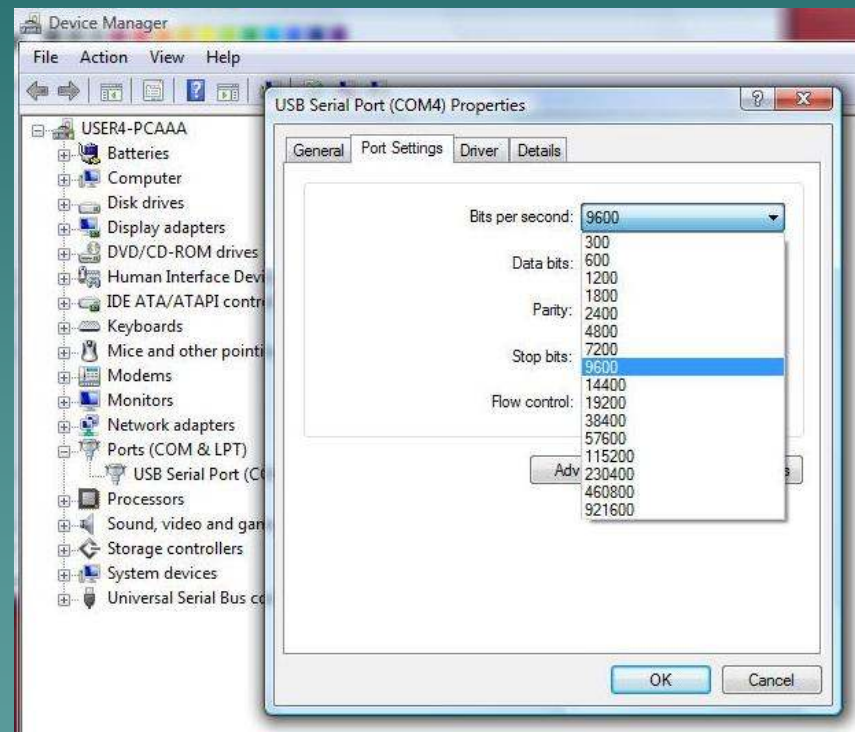 Device Manager
File Action View Help
USER4-PCAAA
Batteries
Computer
Disk drives
Display adapters
DVD/CD-ROM drives
Human Interface Devi
IDE ATA/ATAPI contr
Keyboards
Mice and other pointi
Modems
Monitors
Network adapters
Ports (COM & LPT)
USB Serial Port (CO
Processors
Sound, video and gan
Storage controllers
System devices
Universal Serial Bus co
USB Serial Port (COM4) Properties
General Port Settings Driver Details
Bits per second: 9600
Data bits:
Parity:
Stop bits:
Flow control:
300
600
1200
1800
2400
4800
7200
9600
14400
19200
38400
57600
115200
230400
460800
921600
Adv
s
OK Cancel